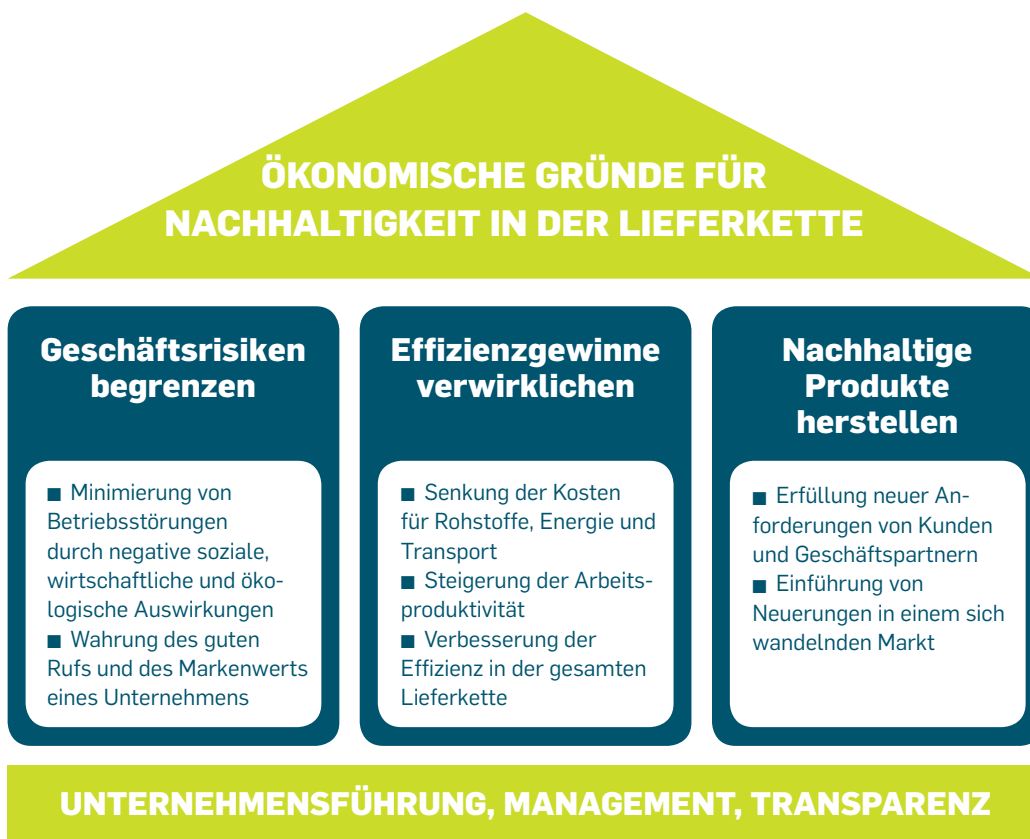 ÖKONOMISCHE GRÜNDE FÜR
NACHHALTIGKEIT IN DER LIEFERKETTE
Geschäftsrisiken
begrenzen
■ Minimierung von
Betriebsstörungen
durch negative soziale,
wirtschaftliche und öko-
logische Auswirkungen
■ Wahrung des guten
Rufs und des Markenwerts
eines Unternehmens
Effizienzgewinne
verwirklichen
■ Senkung der Kosten
für Rohstoffe, Energie und
Transport
■ Steigerung der Arbeits-
produktivität
■ Verbesserung der
Effizienz in der gesamten
Lieferkette
Nachhaltige
Produkte
herstellen
■ Erfüllung neuer An-
forderungen von Kunden
und Geschäftspartnern
■ Einführung von
Neuerungen in einem sich
wandelnden Markt
UNTERNEHMENSFÜHRUNG, MANAGEMENT, TRANSPARENZ